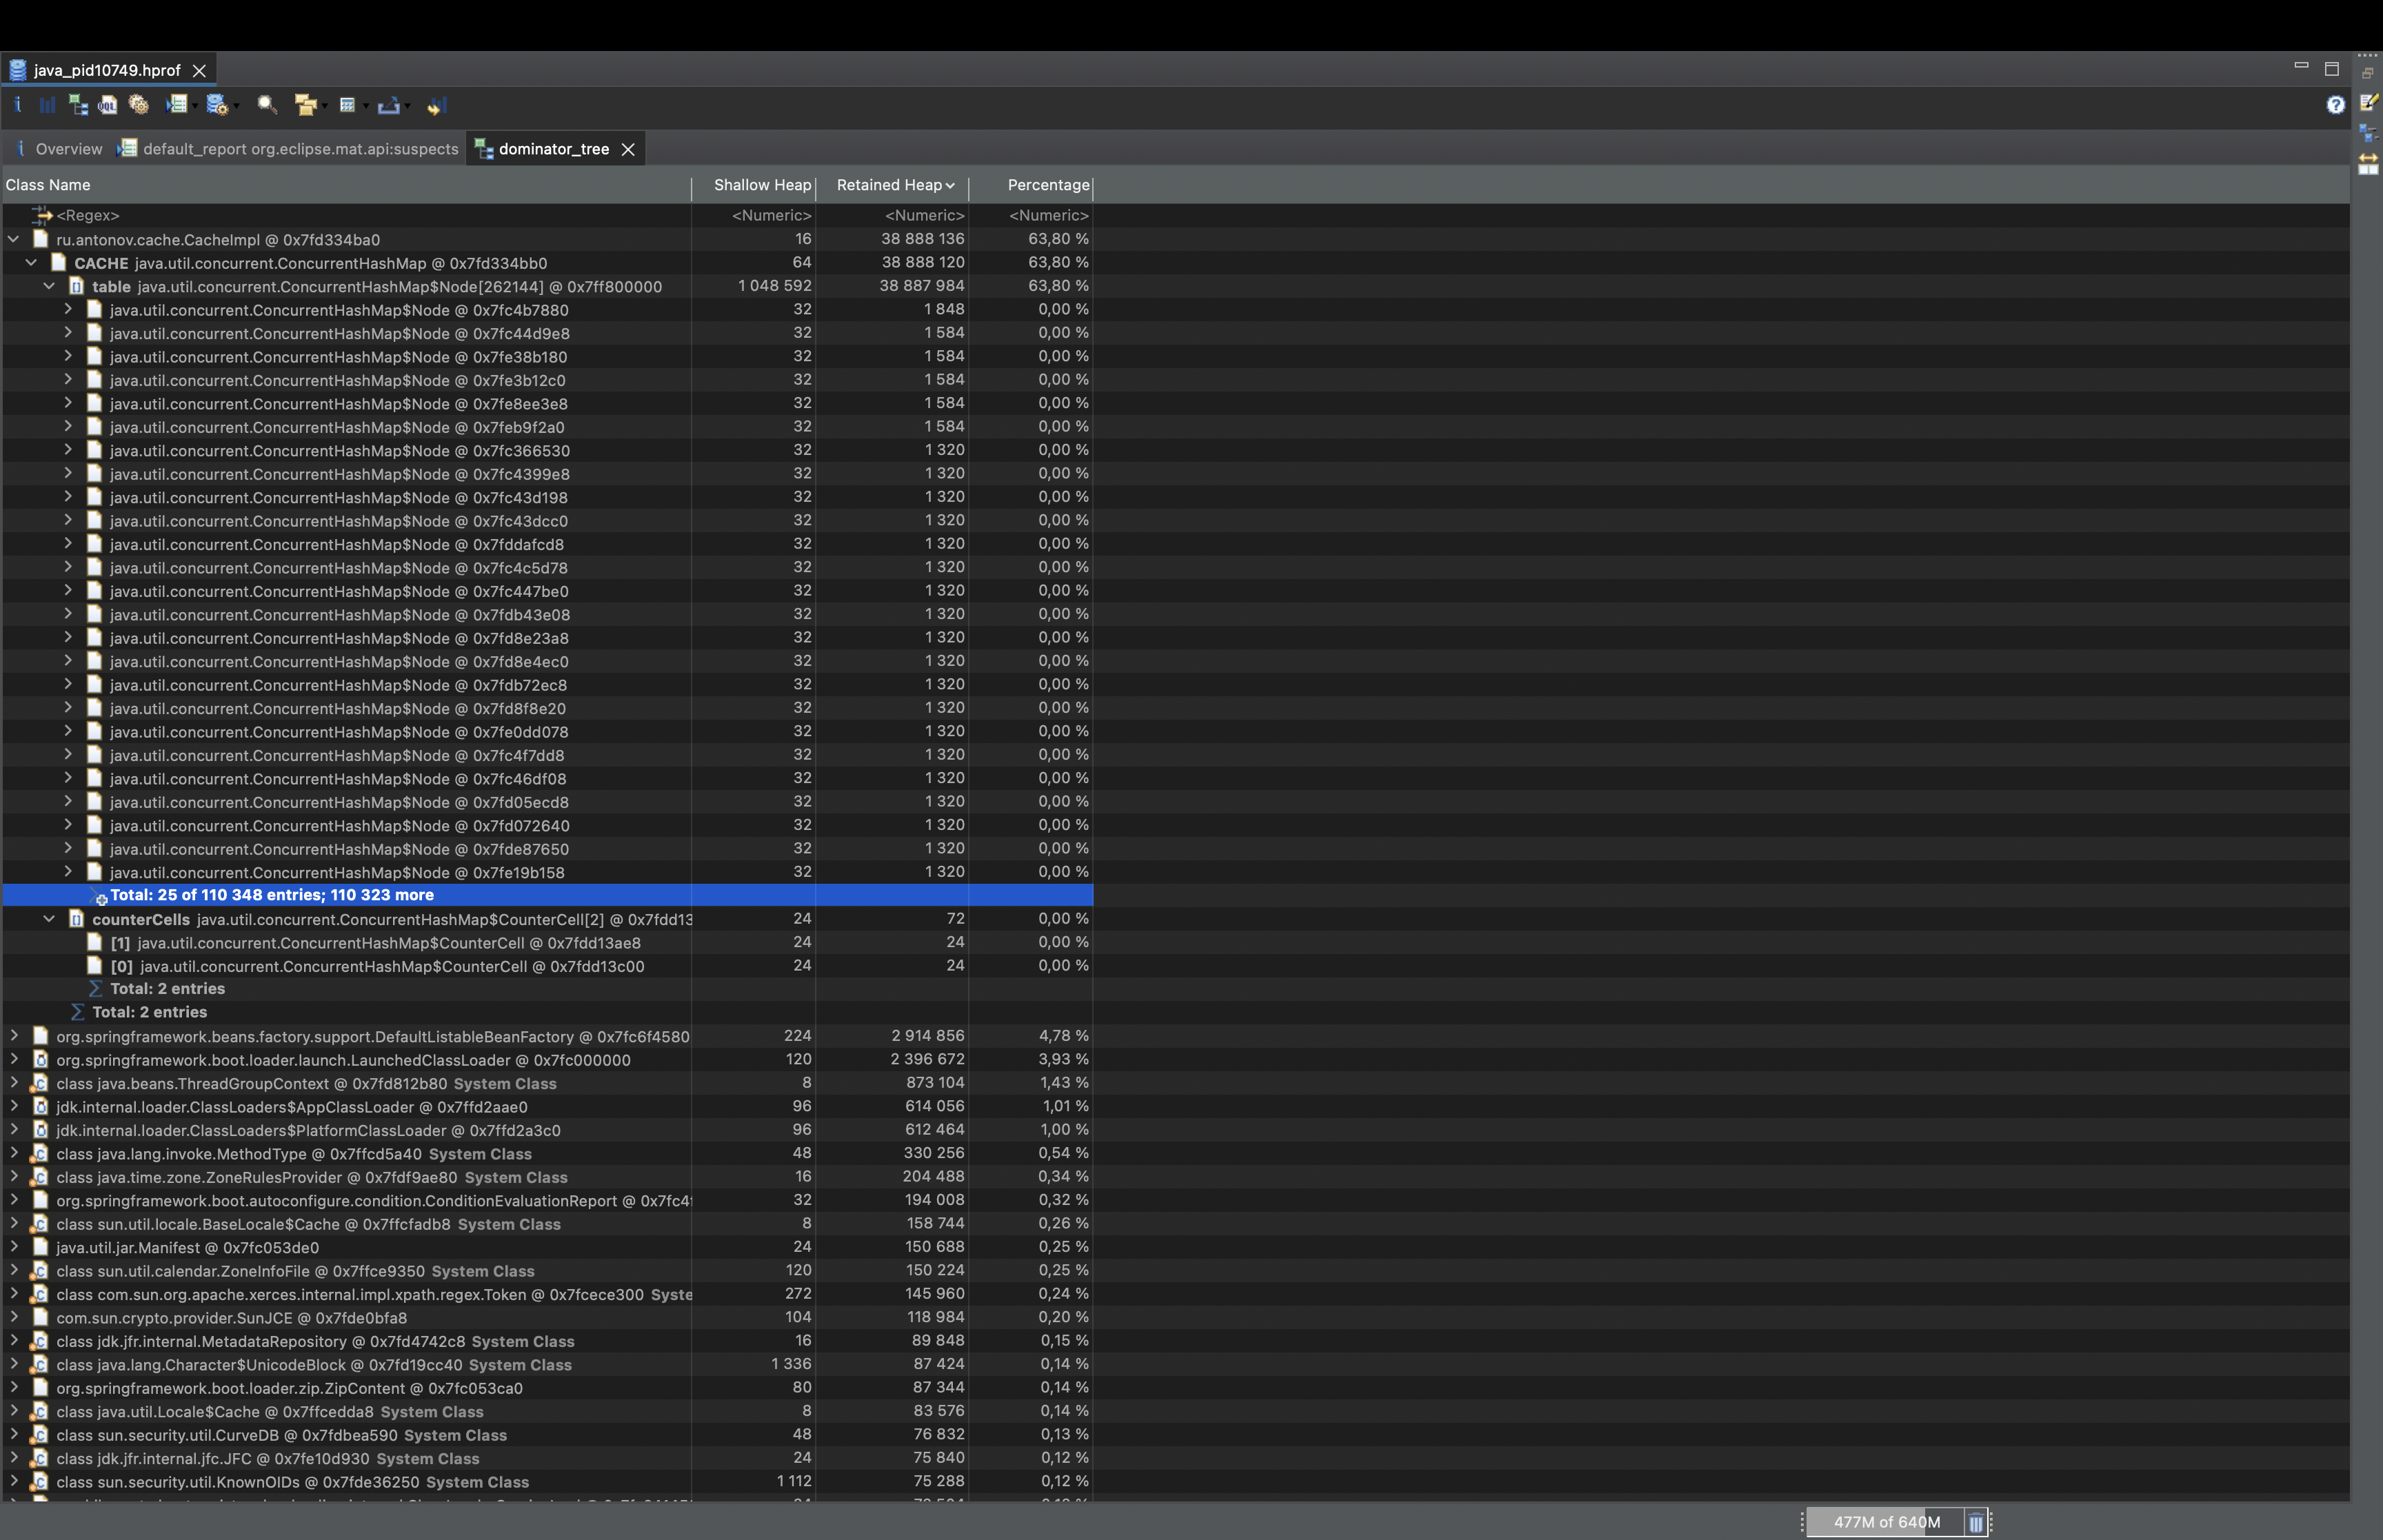 java_pid10749.hprof
Overview default_report org.eclipse.mat.api:suspects dominator_tree
Class Name Shallow Heap Retained Heap Percentage
<Regex> <Numeric> <Numeric> <Numeric>
ru.antonov.cache.CacheImpl @ 0x7fd334ba0 16 38 888 136 63,80 %
CACHE java.util.concurrent.ConcurrentHashMap @ 0x7fd334bb0 64 38 888 120 63,80 %
table java.util.concurrent.ConcurrentHashMap$Node[262144] @ 0x7ff800000 1 048 592 38 887 984 63,80 %
java.util.concurrent.ConcurrentHashMap$Node @ 0x7fc4b7880 32 1 848 0,00 %
java.util.concurrent.ConcurrentHashMap$Node @ 0x7fc44d9e8 32 1 584 0,00 %
java.util.concurrent.ConcurrentHashMap$Node @ 0x7fe38b180 32 1 584 0,00 %
java.util.concurrent.ConcurrentHashMap$Node @ 0x7fe3b12c0 32 1 584 0,00 %
java.util.concurrent.ConcurrentHashMap$Node @ 0x7fe8ee3e8 32 1 584 0,00 %
java.util.concurrent.ConcurrentHashMap$Node @ 0x7feb9f2a0 32 1 584 0,00 %
java.util.concurrent.ConcurrentHashMap$Node @ 0x7fc366530 32 1 320 0,00 %
java.util.concurrent.ConcurrentHashMap$Node @ 0x7fc4399e8 32 1 320 0,00 %
java.util.concurrent.ConcurrentHashMap$Node @ 0x7fc43d198 32 1 320 0,00 %
java.util.concurrent.ConcurrentHashMap$Node @ 0x7fc43dcc0 32 1 320 0,00 %
java.util.concurrent.ConcurrentHashMap$Node @ 0x7fddafcd8 32 1 320 0,00 %
java.util.concurrent.ConcurrentHashMap$Node @ 0x7fc4c5d78 32 1 320 0,00 %
java.util.concurrent.ConcurrentHashMap$Node @ 0x7fc447be0 32 1 320 0,00 %
java.util.concurrent.ConcurrentHashMap$Node @ 0x7fdb43e08 32 1 320 0,00 %
java.util.concurrent.ConcurrentHashMap$Node @ 0x7fd8e23a8 32 1 320 0,00 %
java.util.concurrent.ConcurrentHashMap$Node @ 0x7fd8e4ec0 32 1 320 0,00 %
java.util.concurrent.ConcurrentHashMap$Node @ 0x7fdb72ec8 32 1 320 0,00 %
java.util.concurrent.ConcurrentHashMap$Node @ 0x7fd8f8e20 32 1 320 0,00 %
java.util.concurrent.ConcurrentHashMap$Node @ 0x7fe0dd078 32 1 320 0,00 %
java.util.concurrent.ConcurrentHashMap$Node @ 0x7fc4f7dd8 32 1 320 0,00 %
java.util.concurrent.ConcurrentHashMap$Node @ 0x7fc46df08 32 1 320 0,00 %
java.util.concurrent.ConcurrentHashMap$Node @ 0x7fd05ecd8 32 1 320 0,00 %
java.util.concurrent.ConcurrentHashMap$Node @ 0x7fd072640 32 1 320 0,00 %
java.util.concurrent.ConcurrentHashMap$Node @ 0x7fde87650 32 1 320 0,00 %
java.util.concurrent.ConcurrentHashMap$Node @ 0x7fe19b158 32 1 320 0,00 %
Total: 25 of 110 348 entries; 110 323 more
counterCells java.util.concurrent.ConcurrentHashMap$CounterCell[2] @ 0x7fdd13 24 72 0,00 %
[1] java.util.concurrent.ConcurrentHashMap$CounterCell @ 0x7fdd13ae8 24 24 0,00 %
[0] java.util.concurrent.ConcurrentHashMap$CounterCell @ 0x7fdd13c00 24 24 0,00 %
Total: 2 entries
Total: 2 entries
org.springframework.beans.factory.support.DefaultListableBeanFactory @ 0x7fc6f4580 224 2 914 856 4,78 %
org.springframework.boot.loader.launch.LaunchedClassLoader @ 0x7fc000000 120 2 396 672 3,93 %
class java.beans.ThreadGroupContext @ 0x7fd812b80 System Class 8 873 104 1,43 %
jdk.internal.loader.ClassLoaders$AppClassLoader @ 0x7ffd2aae0 96 614 056 1,01 %
jdk.internal.loader.ClassLoaders$PlatformClassLoader @ 0x7ffd2a3c0 96 612 464 1,00 %
class java.lang.invoke.MethodType @ 0x7ffcd5a40 System Class 48 330 256 0,54 %
class java.time.zone.ZoneRulesProvider @ 0x7fdf9ae80 System Class 16 204 488 0,34 %
org.springframework.boot.autoconfigure.condition.ConditionEvaluationReport @ 0x7fc4 32 194 008 0,32 %
class sun.util.locale.BaseLocale$Cache @ 0x7ffcfadb8 System Class 8 158 744 0,26 %
java.util.jar.Manifest @ 0x7fc053de0 24 150 688 0,25 %
class sun.util.calendar.ZoneInfoFile @ 0x7ffce9350 System Class 120 150 224 0,25 %
class com.sun.org.apache.xerces.internal.impl.xpath.regex.Token @ 0x7fcece300 Syste 272 145 960 0,24 %
com.sun.crypto.provider.SunJCE @ 0x7fde0bfa8 104 118 984 0,20 %
class jdk.jfr.internal.MetadataRepository @ 0x7fd4742c8 System Class 16 89 848 0,15 %
class java.lang.Character$UnicodeBlock @ 0x7fd19cc40 System Class 1 336 87 424 0,14 %
org.springframework.boot.loader.zip.ZipContent @ 0x7fc053ca0 80 87 344 0,14 %
class java.util.Locale$Cache @ 0x7ffcedda8 System Class 8 83 576 0,14 %
class sun.security.util.CurveDB @ 0x7fdbea590 System Class 48 76 832 0,13 %
class jdk.jfr.internal.jfc.JFC @ 0x7fe10d930 System Class 24 75 840 0,12 %
class sun.security.util.KnownOIDs @ 0x7fde36250 System Class 1 112 75 288 0,12 %
477M of 640M